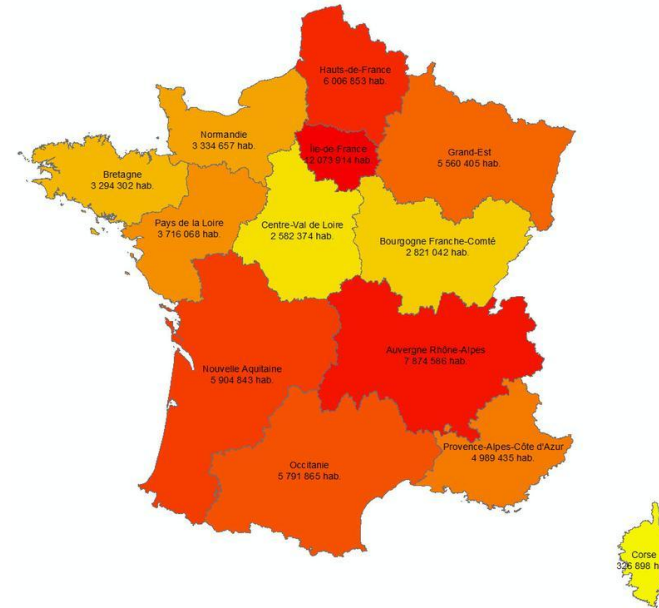 Hauts-de-France
6 006 853 hab.
Normandie
3 334 657 hab.
Île-de-France
12 073 914 hab.
Grand-Est
5 560 405 hab.
Bretagne
3 294 302 hab.
Pays de la Loire
3 716 068 hab.
Centre-Val de Loire
2 582 374 hab.
Bourgogne Franche-Comté
2 821 042 hab.
Auvergne Rhône-Alpes
7 874 586 hab.
Nouvelle Aquitaine
5 904 843 hab.
Provence-Alpes-Côte d'Azur
4 989 435 hab.
Occitanie
5 791 865 hab.
Corse
326 898 h